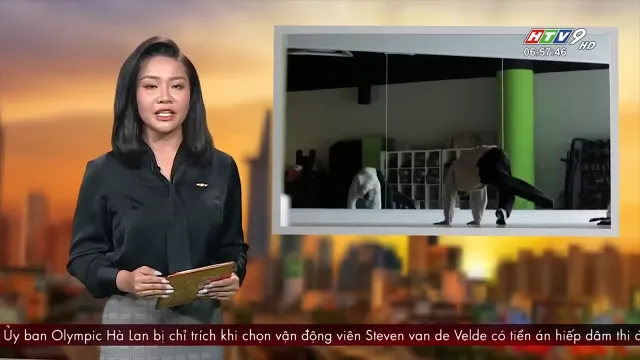 HTV9 HD
06:57:46
Ủy ban Olympic Hà Lan bị chỉ trích khi chọn vận động viên Steven van de Velde có tiền án hiếp dâm thi